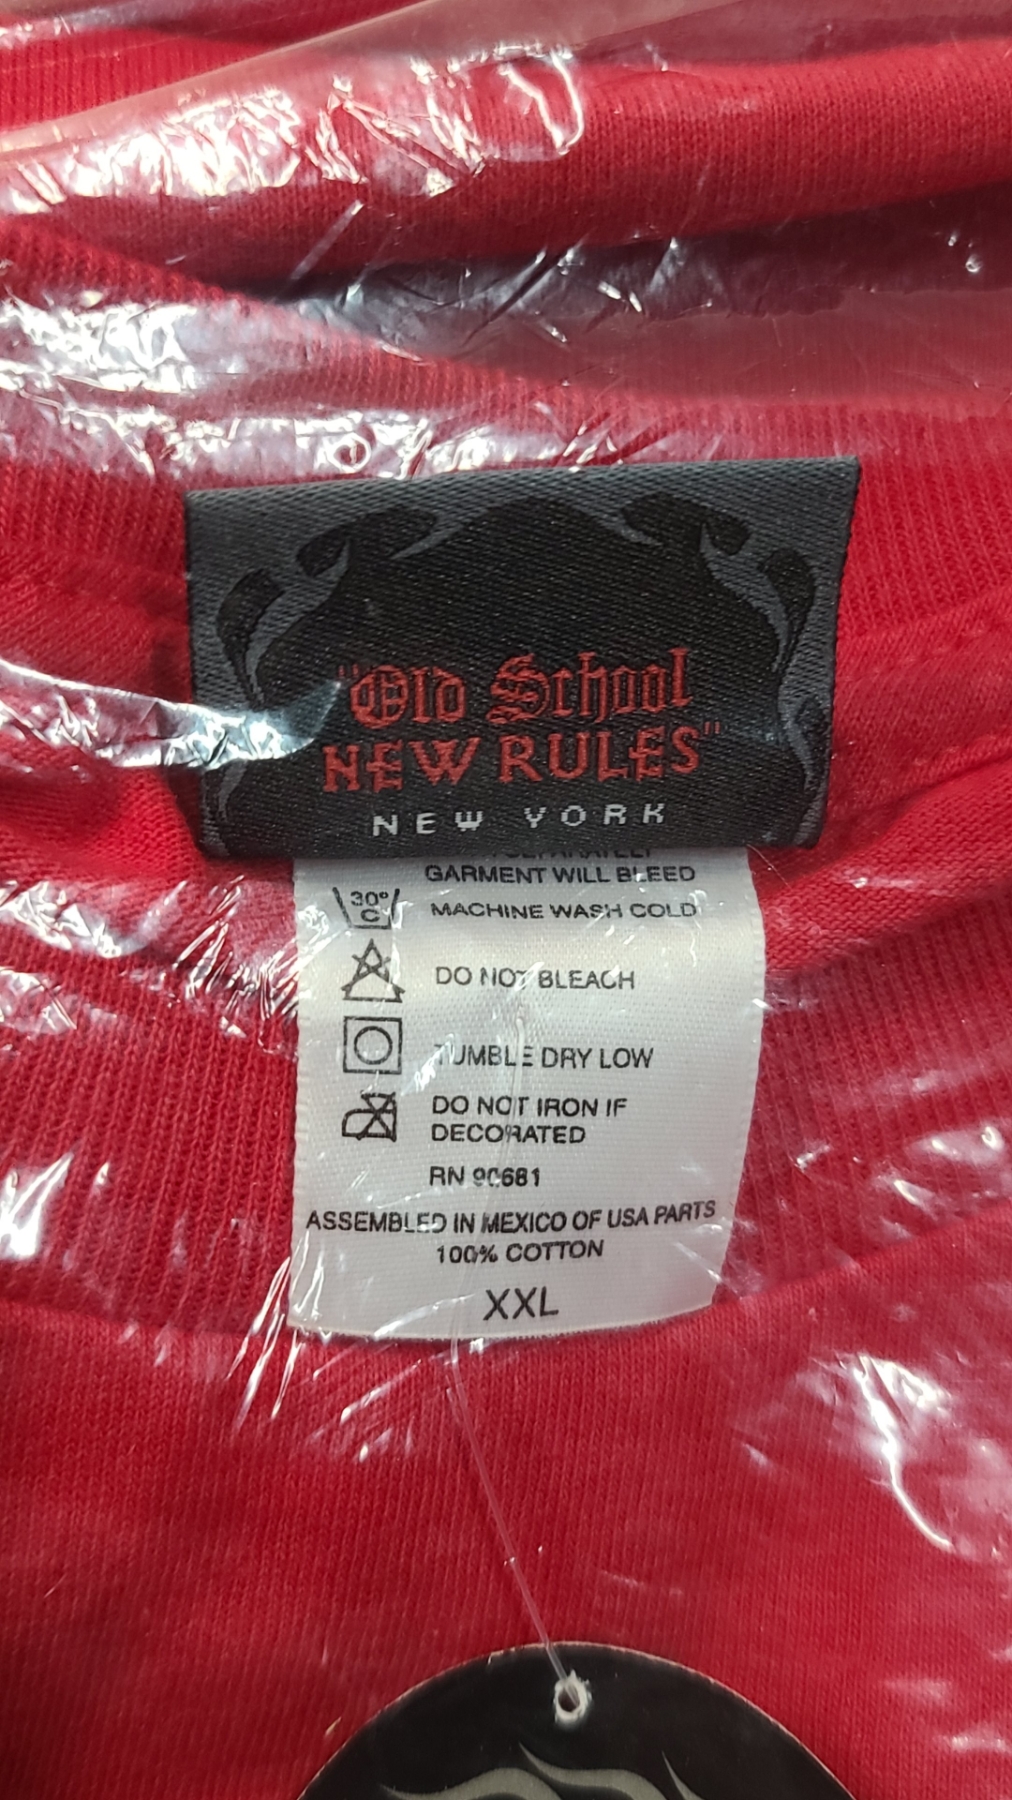 "Old School
NEW RULES"
NEW YORK
GARMENT WILL BLEED
30°
C
MACHINE WASH COLD
DO NOT BLEACH
TUMBLE DRY LOW
DO NOT IRON IF
DECORATED
RN 90681
ASSEMBLED IN MEXICO OF USA PARTS
100% COTTON
XXL